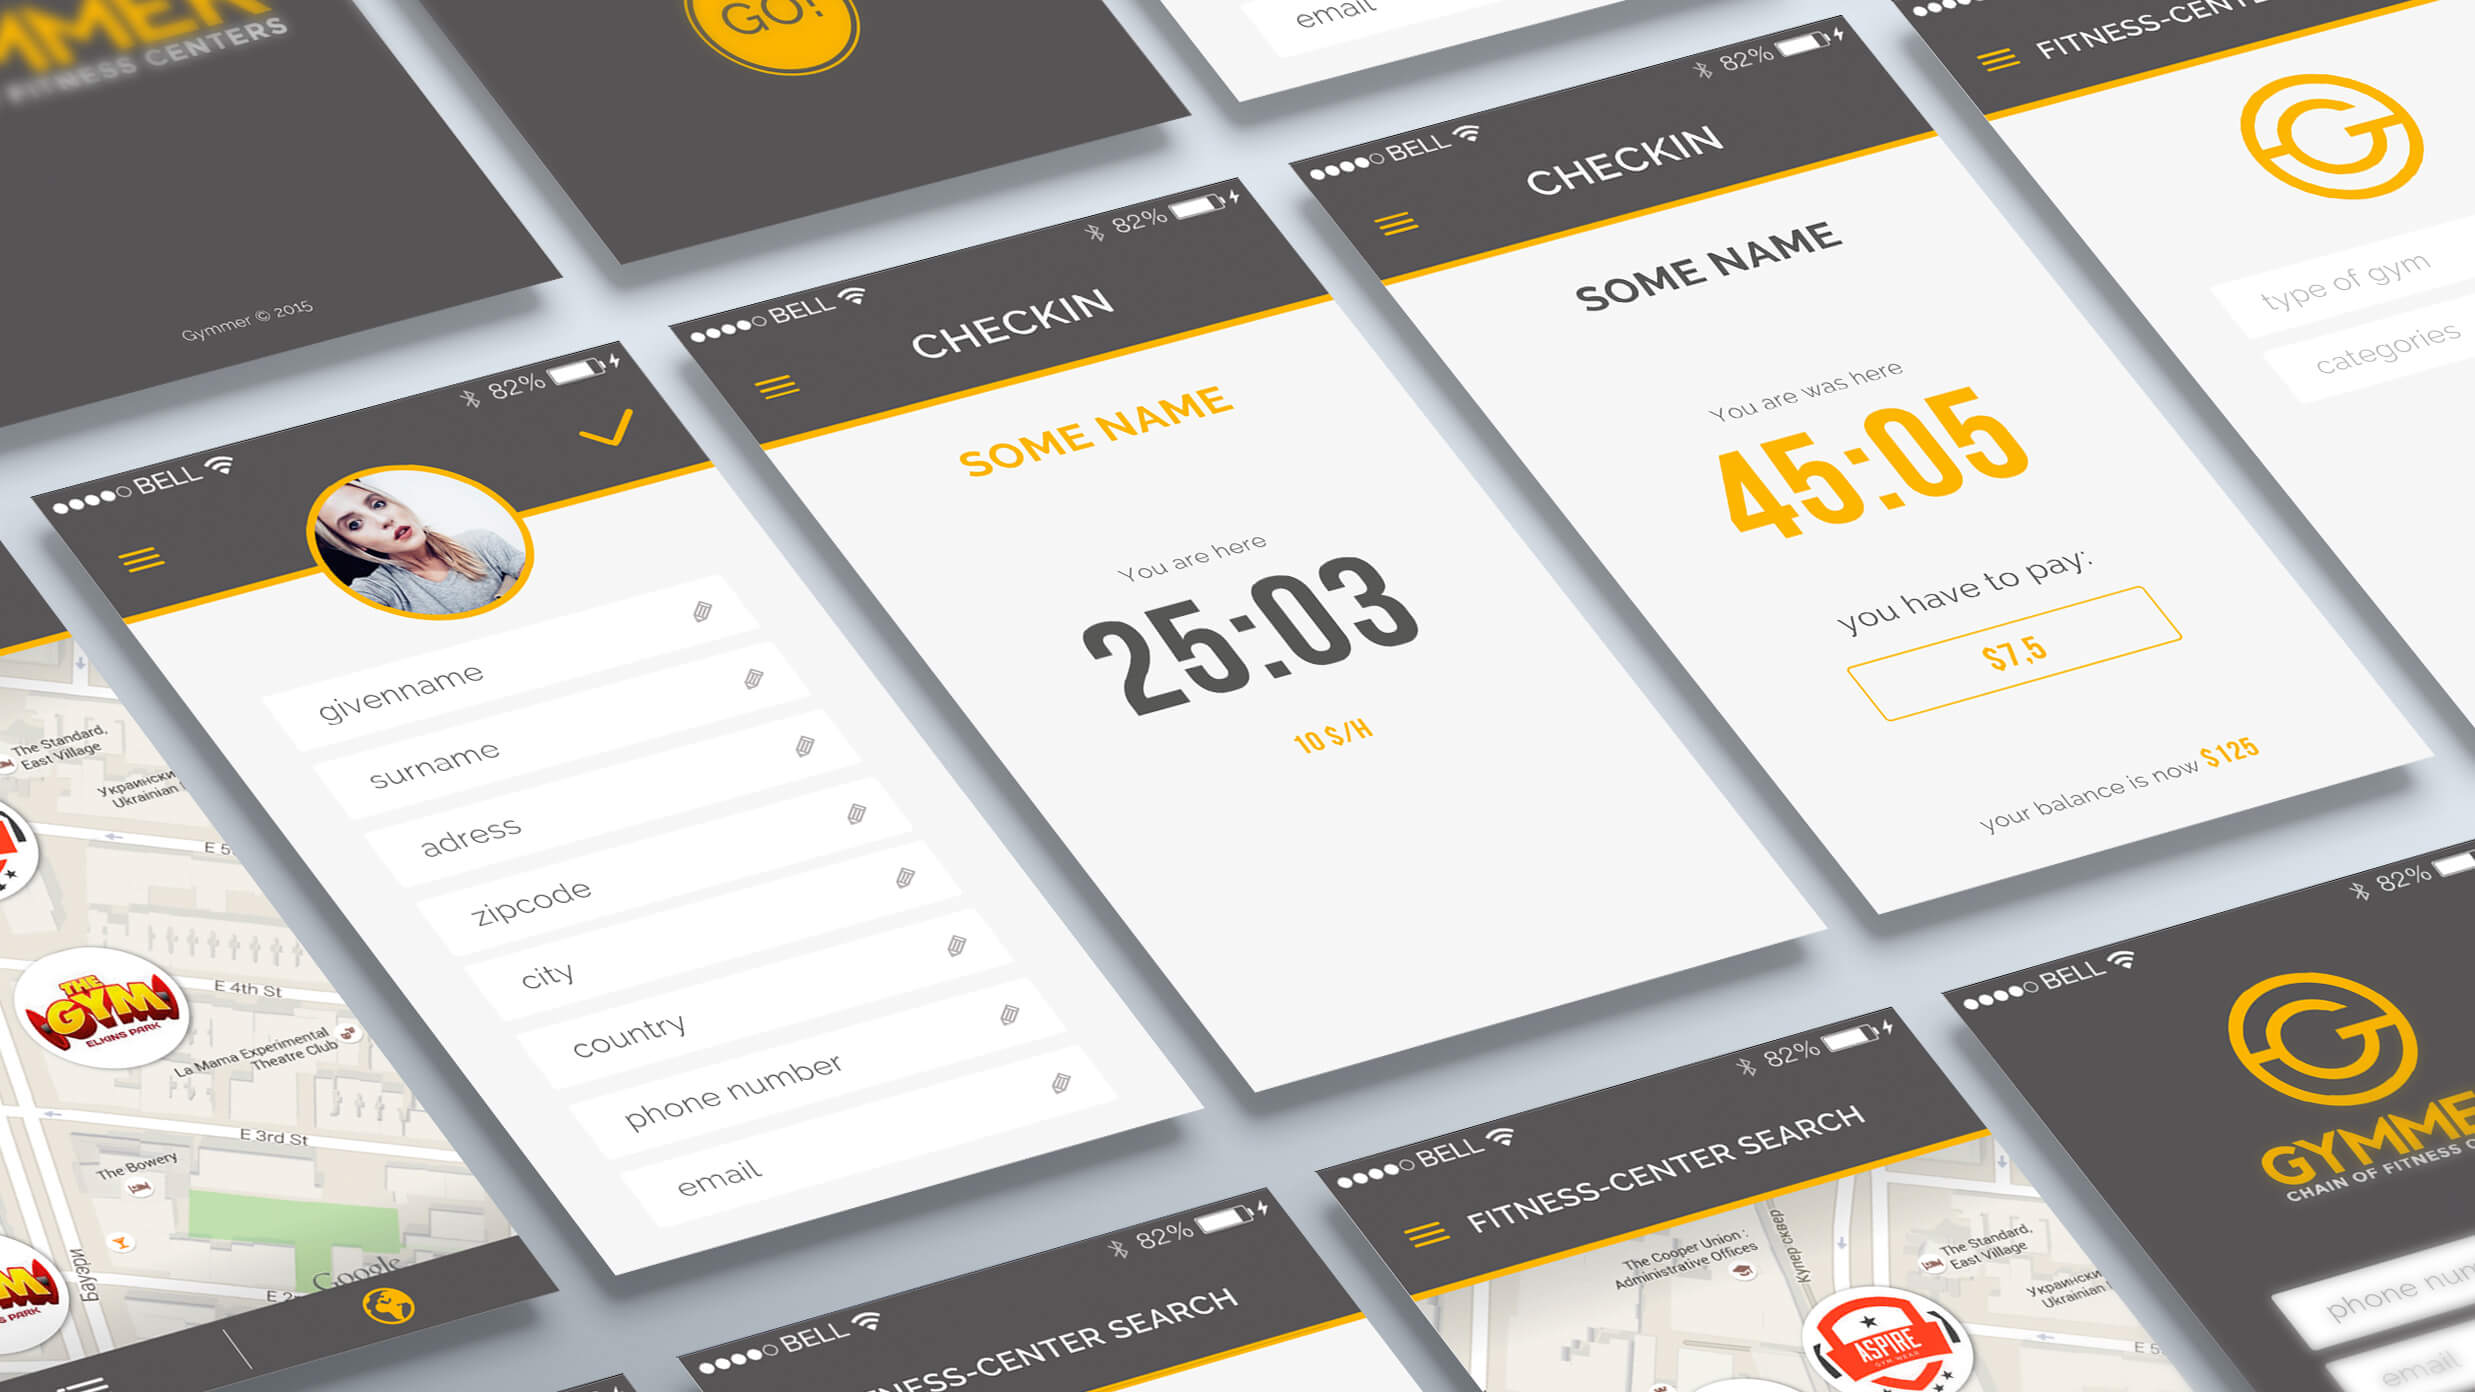 MMER
FITNESS CENTERS
Gymmer © 2015
GO!
email
BELL
82%
CHECKIN
SOME NAME
You are was here
45:05
you have to pay:
$7,5
your balance is now $125
FITNESS-CENTE
type of gym
categories
BELL
82%
CHECKIN
SOME NAME
You are here
25:03
10 $/H
BELL
82%
givenname
surname
adress
zipcode
city
country
phone number
email
The Standard,
East Village
Украински
Ukrainian
E 5
THE
GYM
ELKINS PARK
E 4th St
La Mama Experimental
Theatre Club
E 3rd St
The Bowery
Бауери
Google
E 2
M
PARK
BELL
82%
NESS-CENTER SEARCH
BELL
82%
FITNESS-CENTER SEARCH
The Cooper Union :
Administrative Offices
Купер сквер
The Standard,
East Village
Украински
Ukrainian
E 5
ASPIRE
GYM WEAR
BELL
82%
GYMME
CHAIN OF FITNESS C
phone num
email